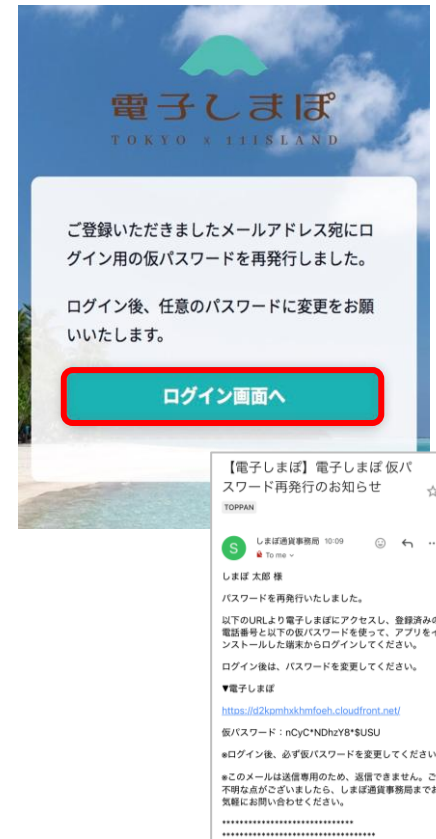 電子しまぽ
TOKYO x 11ISLAND
ご登録いただきましたメールアドレス宛にロ
グイン用の仮パスワードを再発行しました。
ログイン後、任意のパスワードに変更をお願
いいたします。
ログイン画面へ
【電子しまぽ】電子しまぽ 仮パ
スワード再発行のお知らせ
TOPPAN
S
しまぽ通貨事務局 10:09
To me
しまぽ 太郎 様
パスワードを再発行いたしました。
以下のURLより電子しまぽにアクセスし、登録済みの
電話番号と以下の仮パスワードを使って、アプリをイ
ンストールした端末からログインしてください。
ログイン後は、パスワードを変更してください。
▼電子しまぽ
https://d2kpmhxkhmfoeh.cloudfront.net/
仮パスワード：nCyC*NDhzY8*$USU
※ログイン後、必ず仮パスワードを変更してください
※このメールは送信専用のため、返信できません。ご
不明な点がございましたら、しまぽ通貨事務局までお
気軽にお問い合わせください。
******************************
***********************************